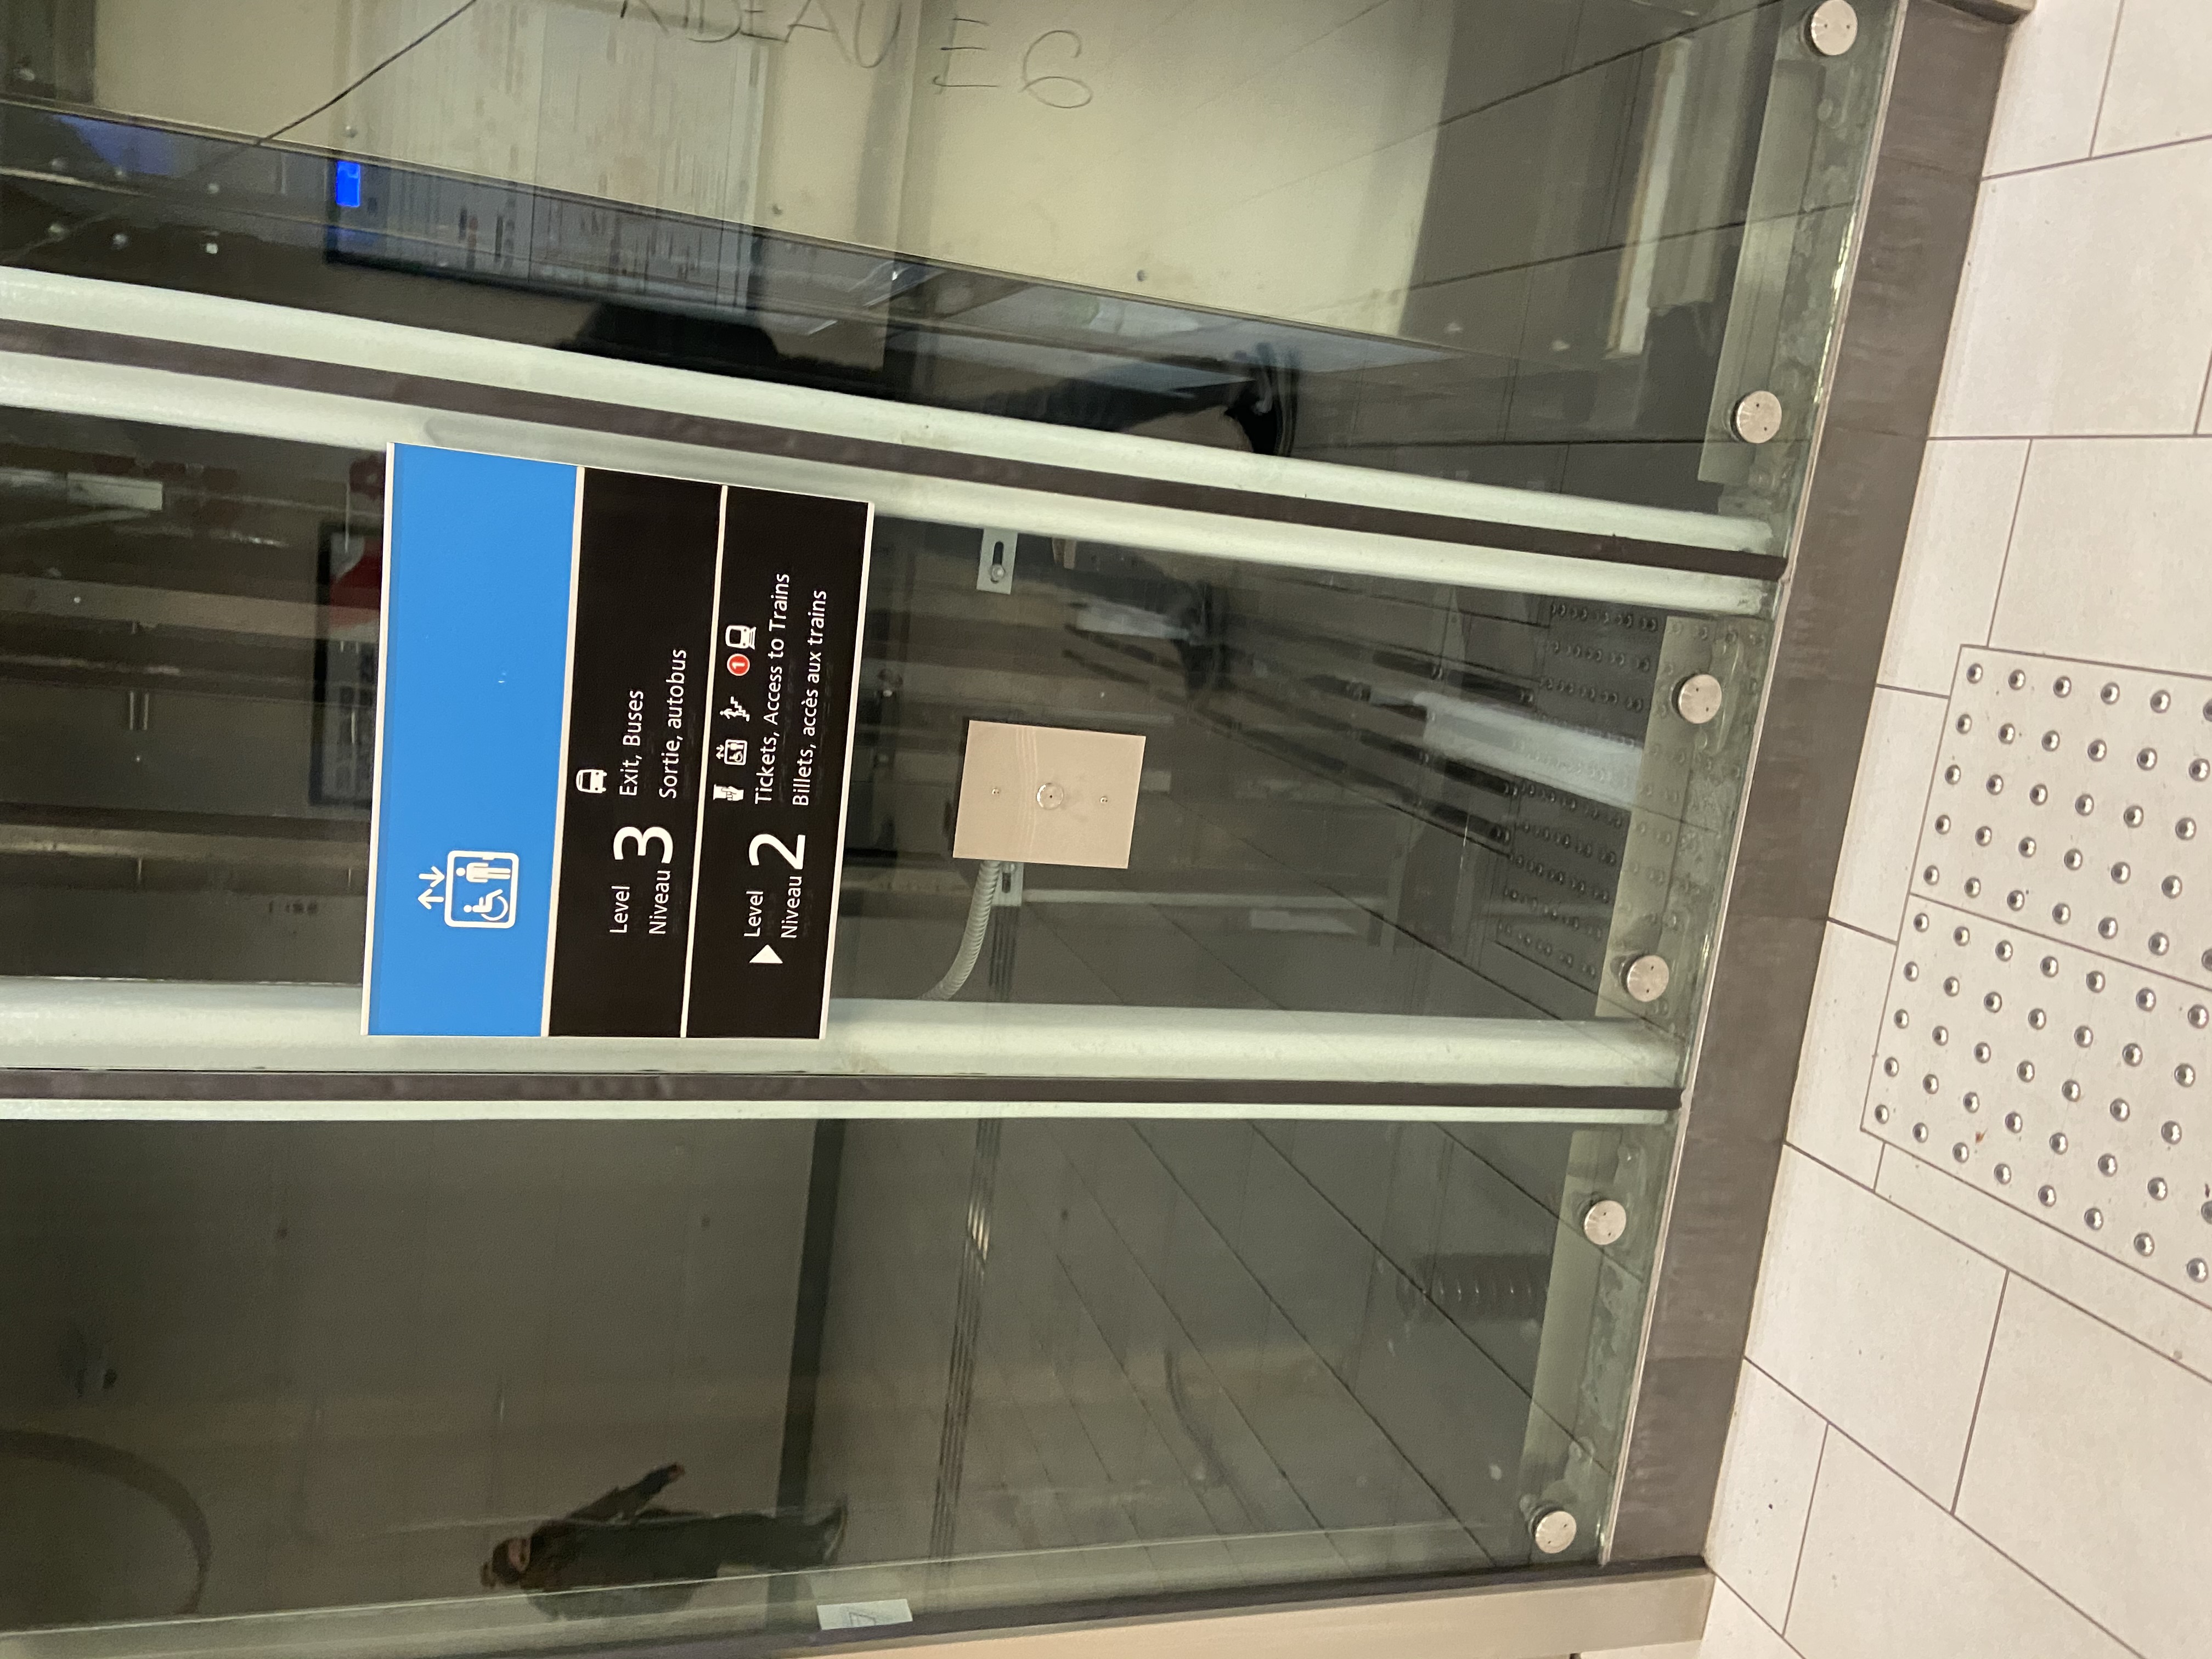 Level
Niveau 3
Exit, Buses
Sortie, autobus
1
Level
Niveau 2
Tickets, Access to Trains
Billets, accès aux trains